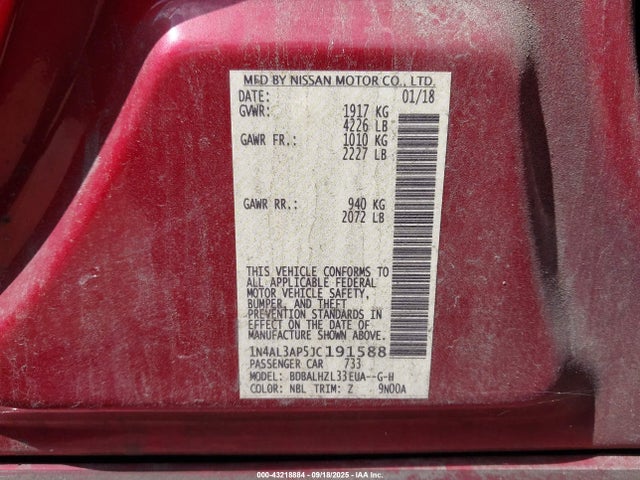 MFD BY NISSAN MOTOR CO., LTD.
DATE: 01/18
GVWR: 1917 KG
4226 LB
GAWR FR.: 1010 KG
2227 LB
GAWR RR.: 940 KG
2072 LB
THIS VEHICLE CONFORMS TO
ALL APPLICABLE FEDERAL
MOTOR VEHICLE SAFETY,
BUMPER, AND THEFT
PREVENTION STANDARDS IN
EFFECT ON THE DATE OF
MANUFACTURE SHOWN ABOVE.
1N4AL3AP5JC191588
PASSENGER CAR 733
MODEL: BDBALHZL33EUA--G-H
COLOR: NBL TRIM: Z 9N00A
000-43218884 - 09/18/2025 - IAA Inc.